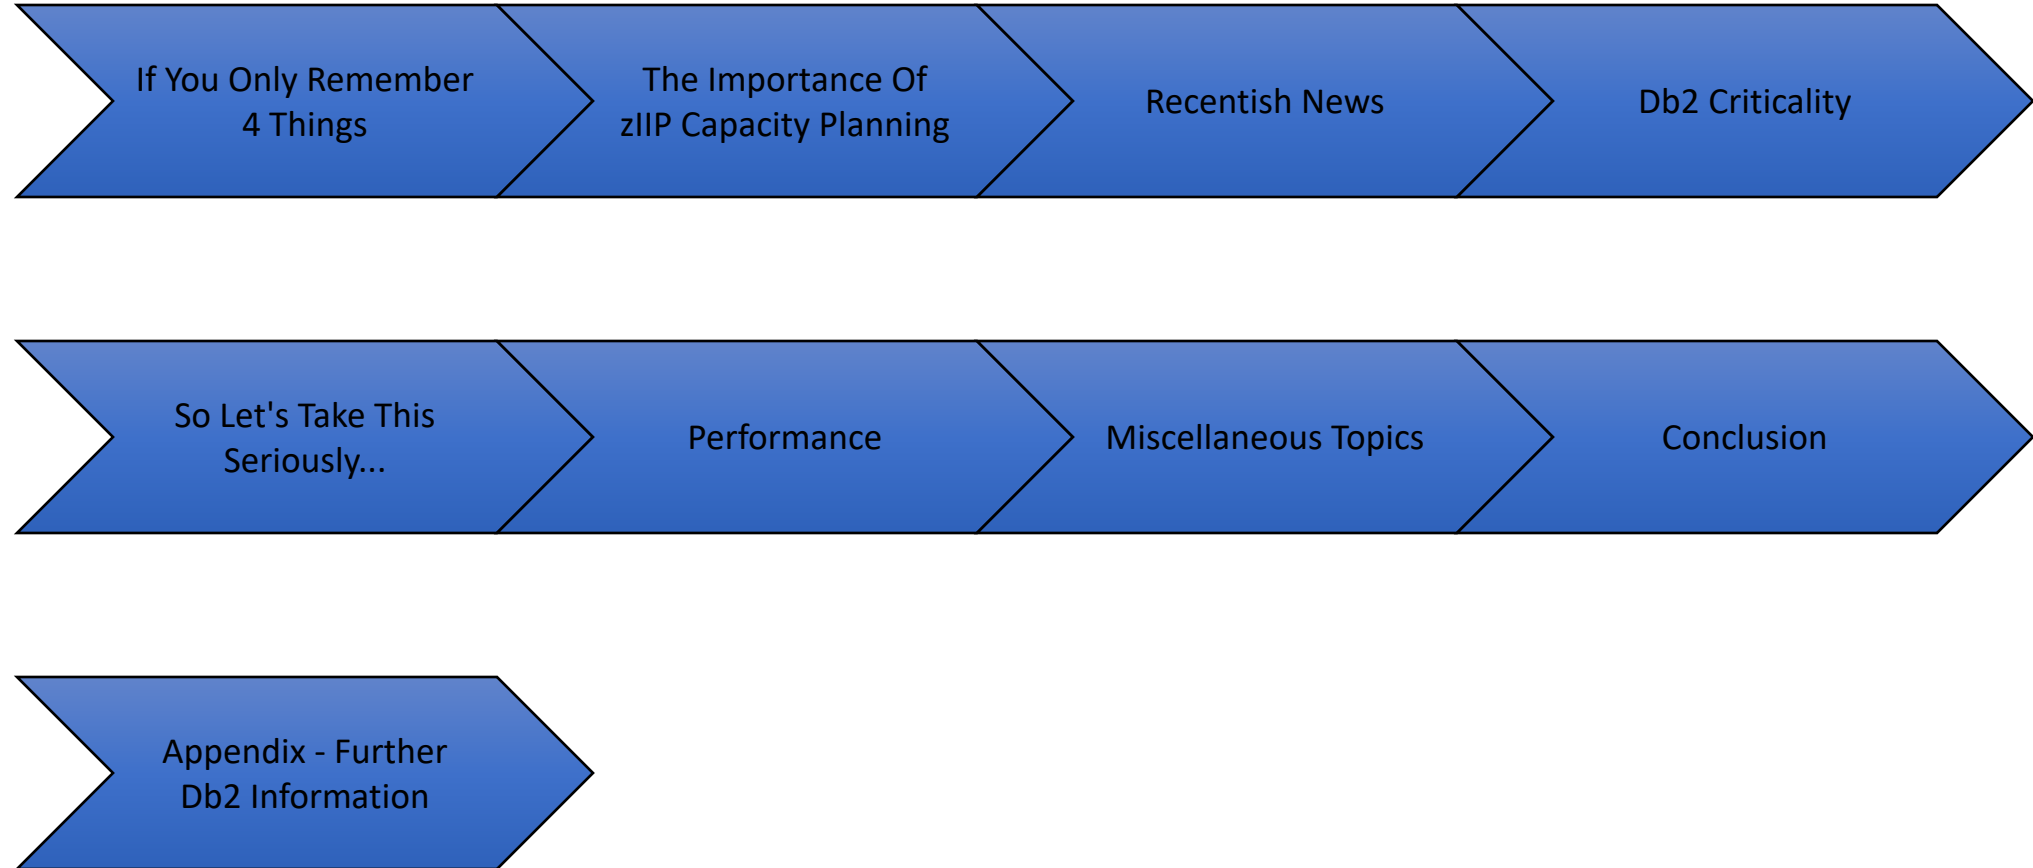 If You Only Remember
4 Things
The Importance Of
zIIP Capacity Planning
Recentish News
Db2 Criticality
So Let's Take This
Seriously...
Performance
Miscellaneous Topics
Conclusion
Appendix - Further
Db2 Information